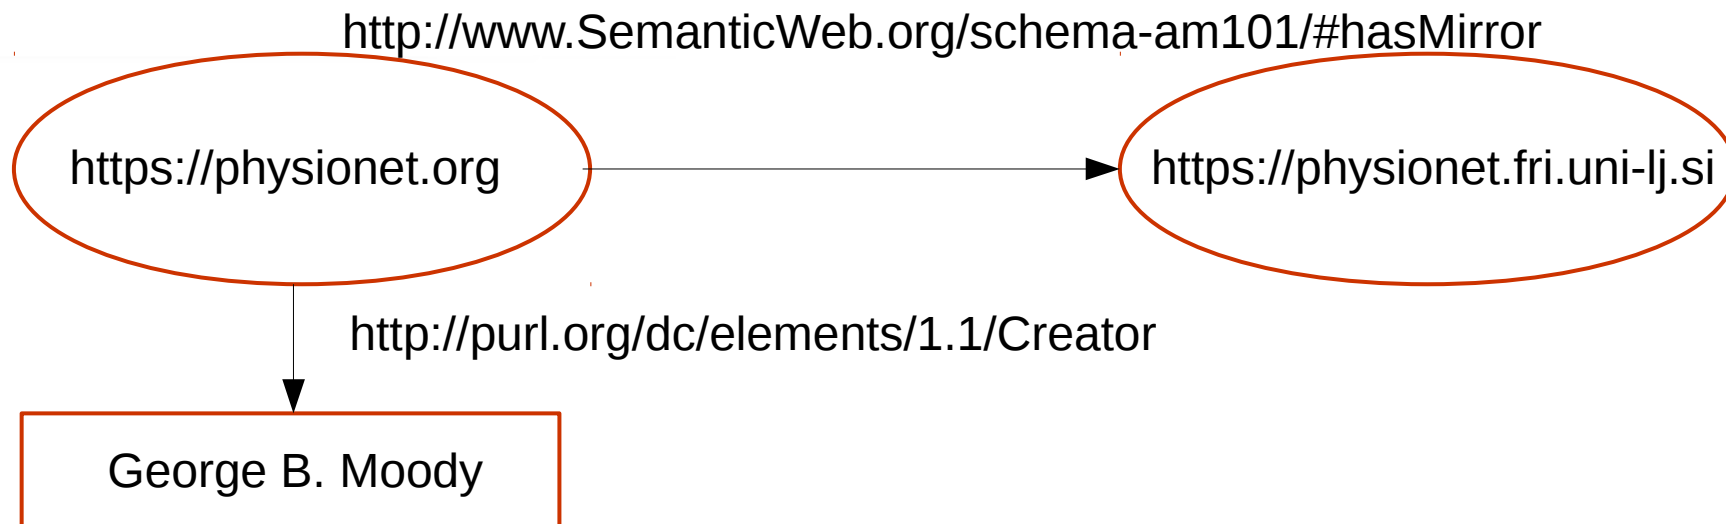 http://www.SemanticWeb.org/schema-am101/#hasMirror
https://physionet.org
https://physionet.fri.uni-lj.si
http://purl.org/dc/elements/1.1/Creator
George B. Moody